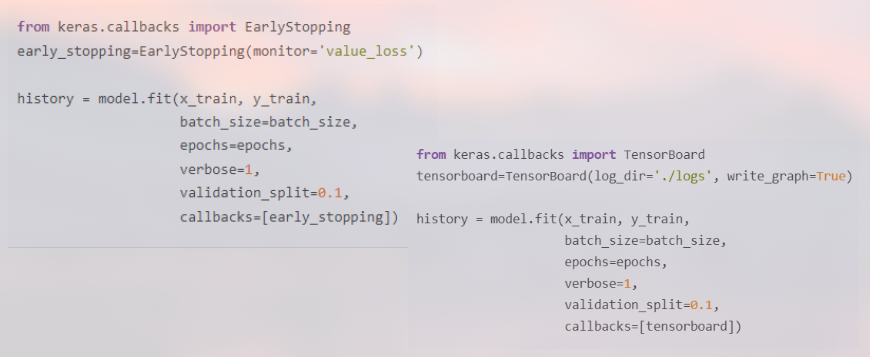 from keras.callbacks import EarlyStopping
early_stopping=EarlyStopping(monitor='value_loss')
history = model.fit(x_train, y_train,
batch_size=batch_size,
epochs=epochs,
verbose=1,
validation_split=0.1,
callbacks=[early_stopping])
from keras.callbacks import TensorBoard
tensorboard=TensorBoard(log_dir='./logs', write_graph=True)
history = model.fit(x_train, y_train,
batch_size=batch_size,
epochs=epochs,
verbose=1,
validation_split=0.1,
callbacks=[tensorboard])